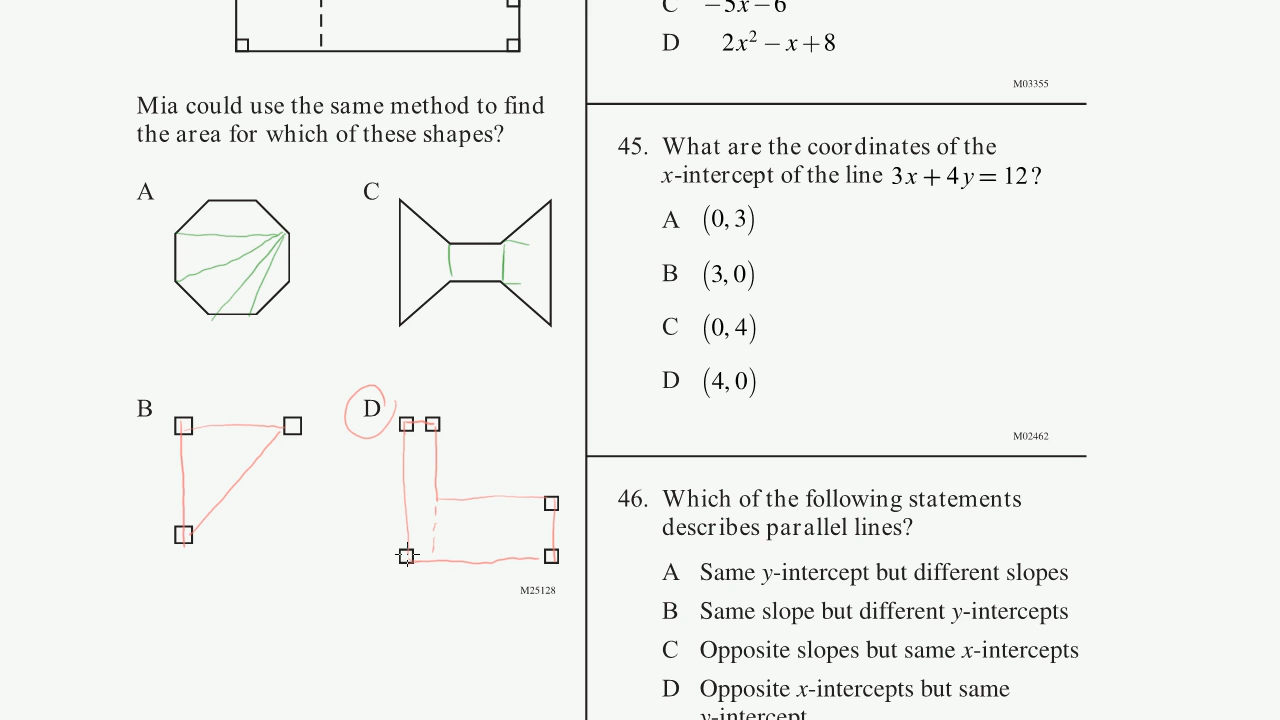 Mia could use the same method to find
the area for which of these shapes?
A
C
B
D
M25128
C −5x−6
D 2x² − x + 8
M03355
45. What are the coordinates of the
x-intercept of the line 3x + 4y = 12?
A (0, 3)
B (3, 0)
C (0, 4)
D (4, 0)
M02462
46. Which of the following statements
describes parallel lines?
A Same y-intercept but different slopes
B Same slope but different y-intercepts
C Opposite slopes but same x-intercepts
D Opposite x-intercepts but same
y-intercept